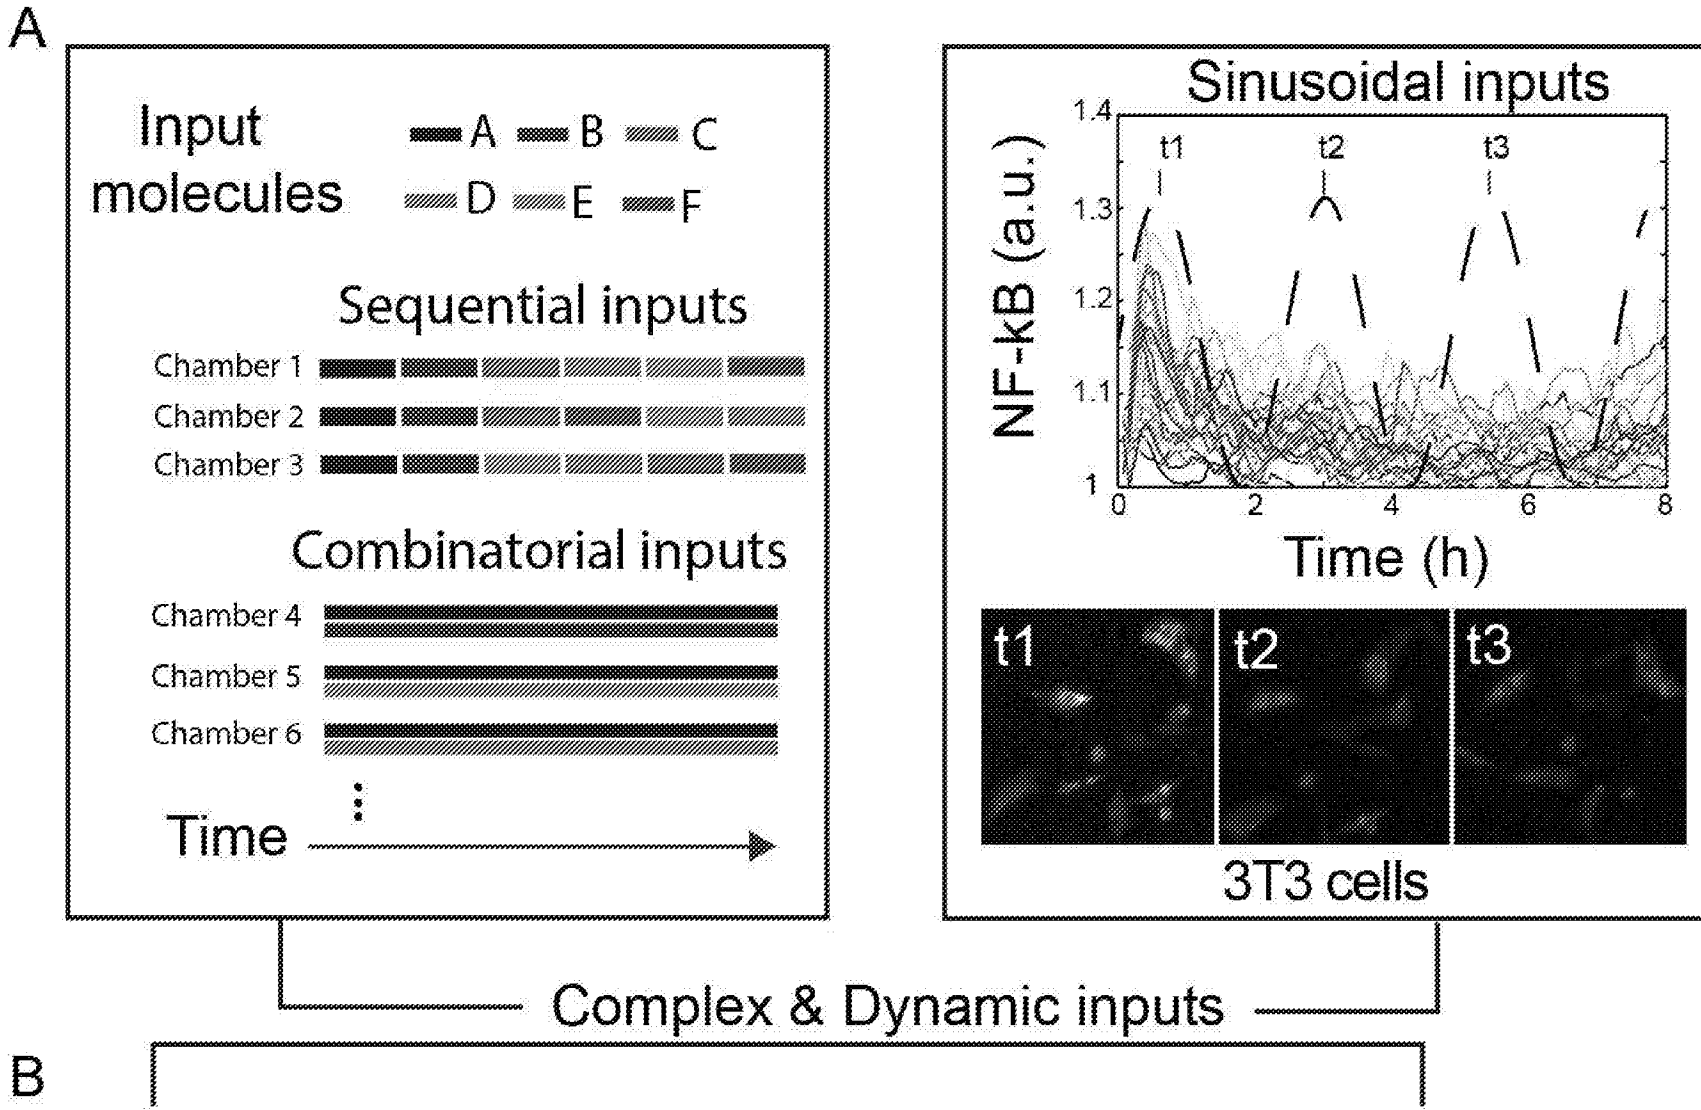 A
Input
molecules
A B C
D E F
Sequential inputs
Chamber 1
Chamber 2
Chamber 3
Combinatorial inputs
Chamber 4
Chamber 5
Chamber 6
⋮
Time
Sinusoidal inputs
NF-kB (a.u.)
1.4
1.3
1.2
1.1
1
t1 t2 t3
0 2 4 6 8
Time (h)
t1 t2 t3
3T3 cells
Complex & Dynamic inputs
B